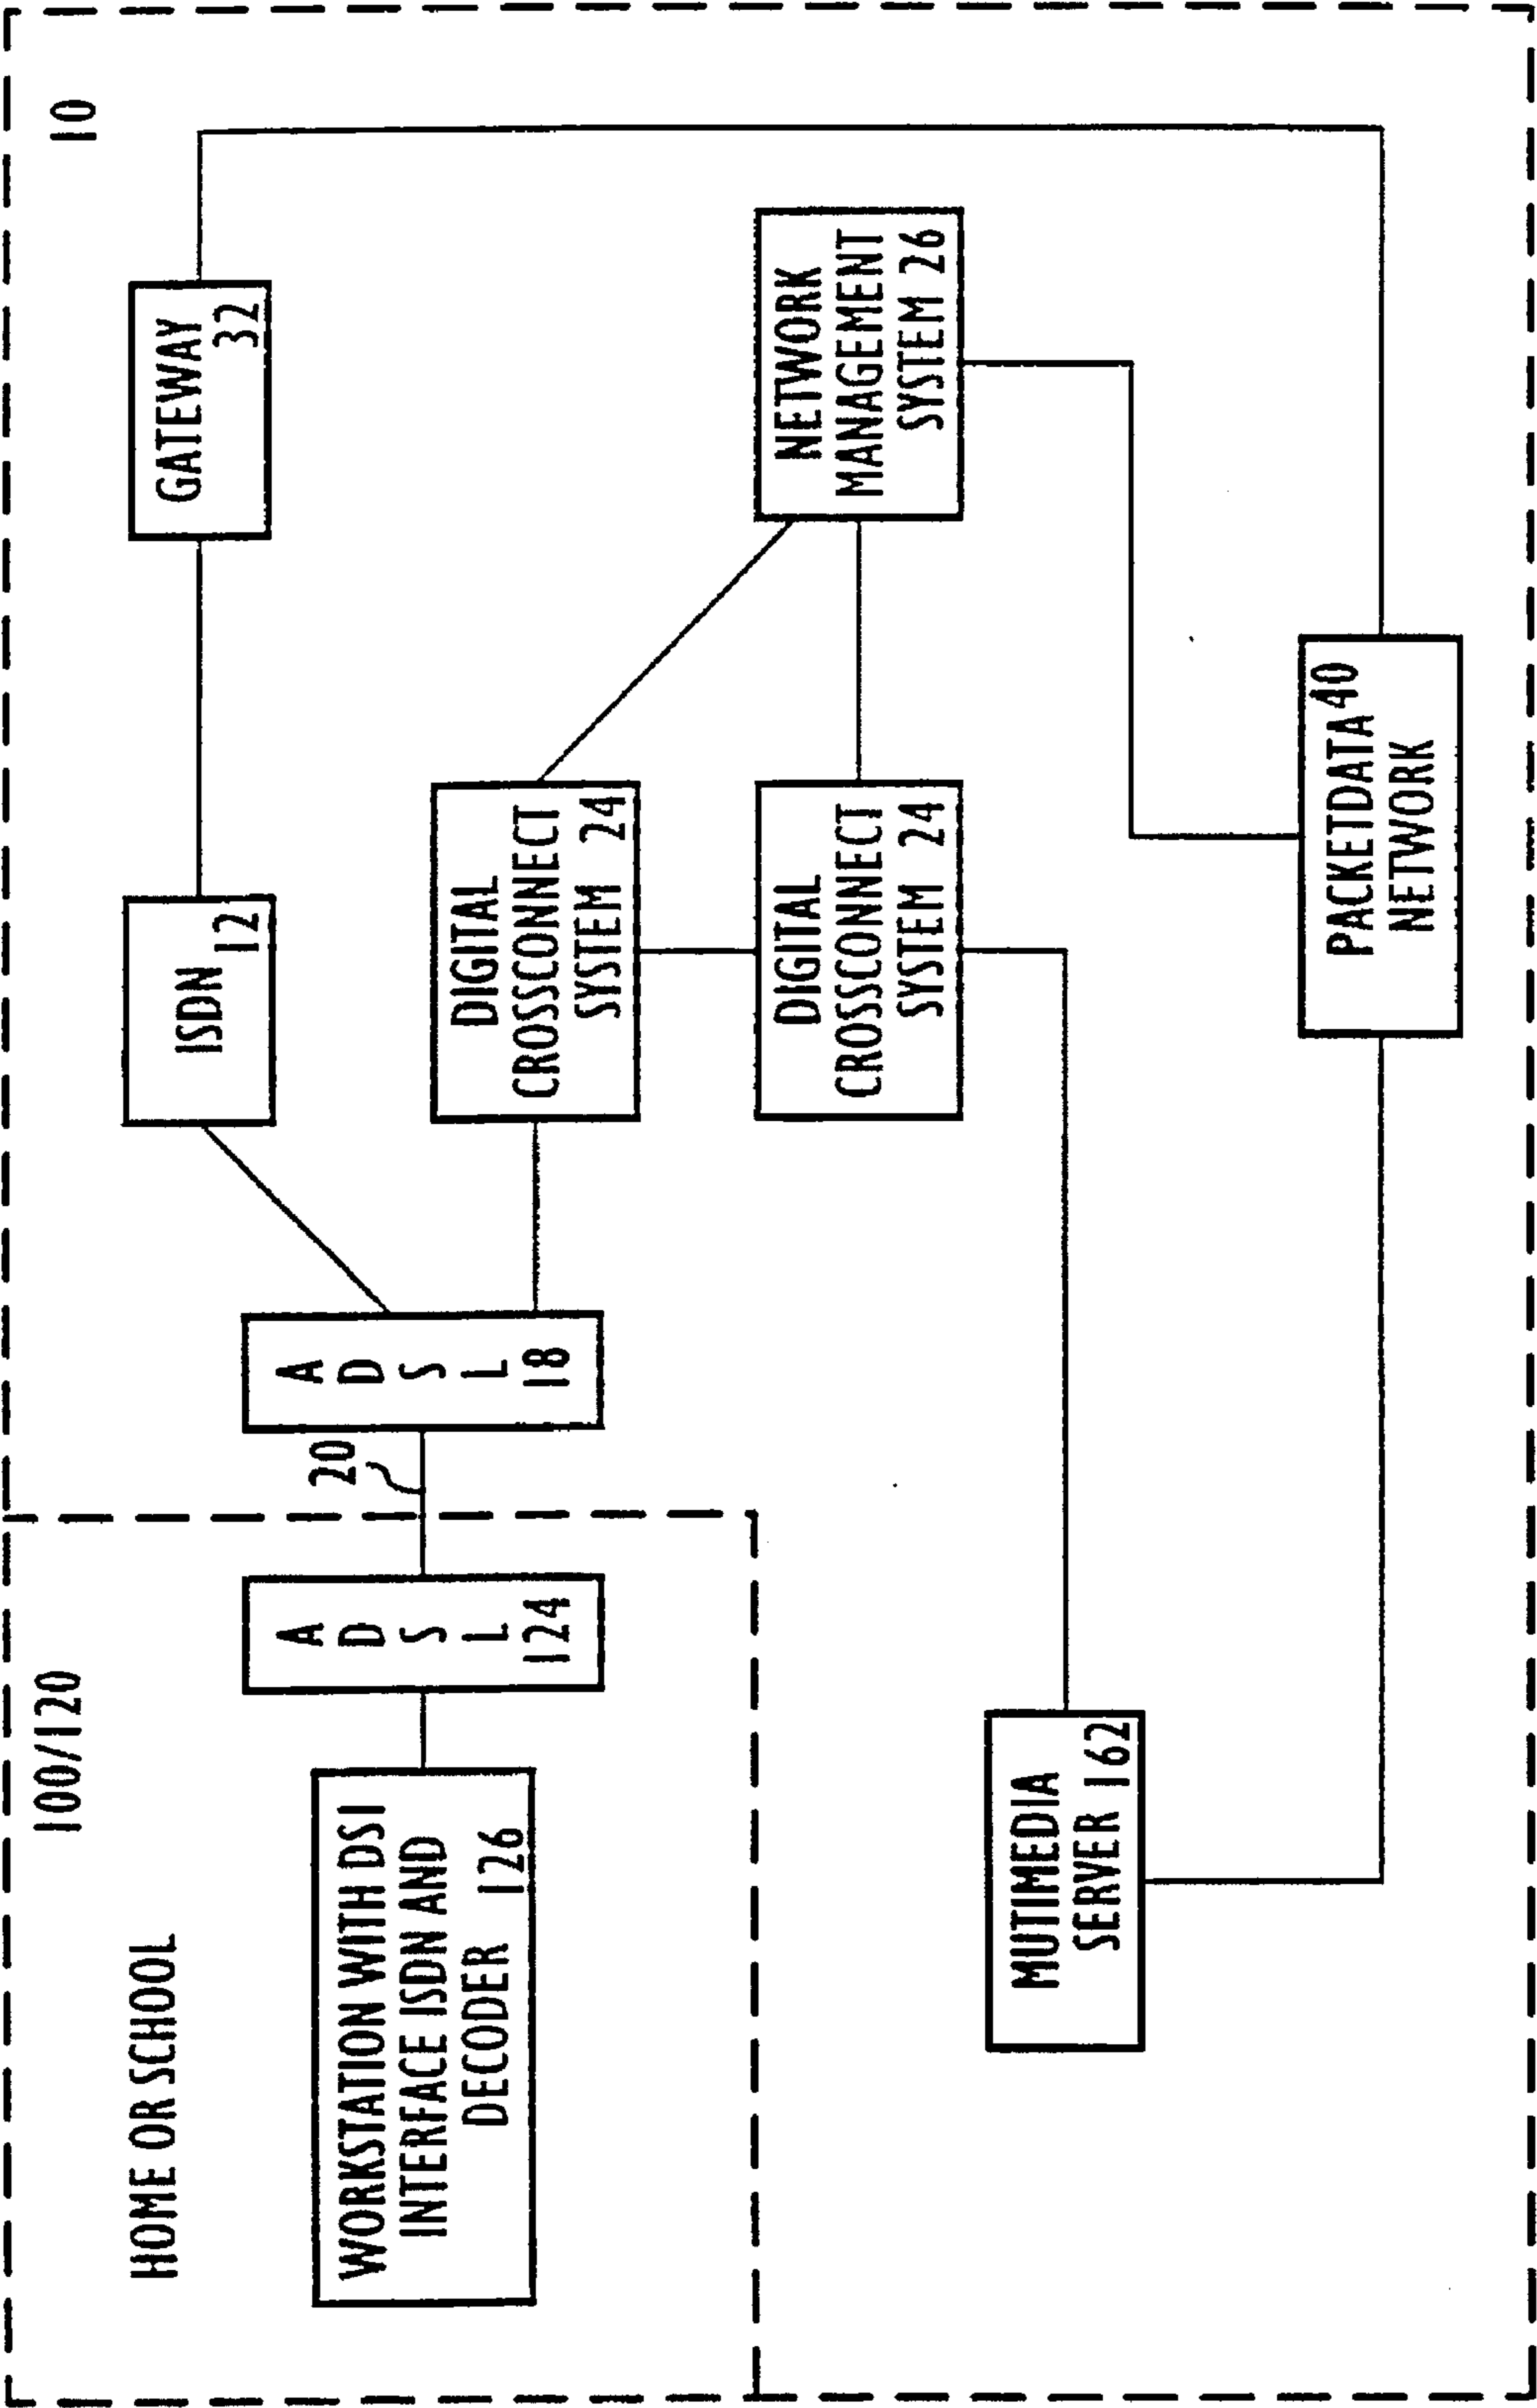 100/120
10
HOME OR SCHOOL
WORKSTATION WITH DSI
INTERFACE ISDN AND
DECODER 126
A
D
S
L
124
20
A
D
S
L
18
ISDN
12
GATEWAY
32
DIGITAL
CROSSCONNECT
SYSTEM 24
DIGITAL
CROSSCONNECT
SYSTEM 24
NETWORK
MANAGEMENT
SYSTEM 26
MUTIMEDIA
SERVER 162
PACKETDATA 40
NETWORK